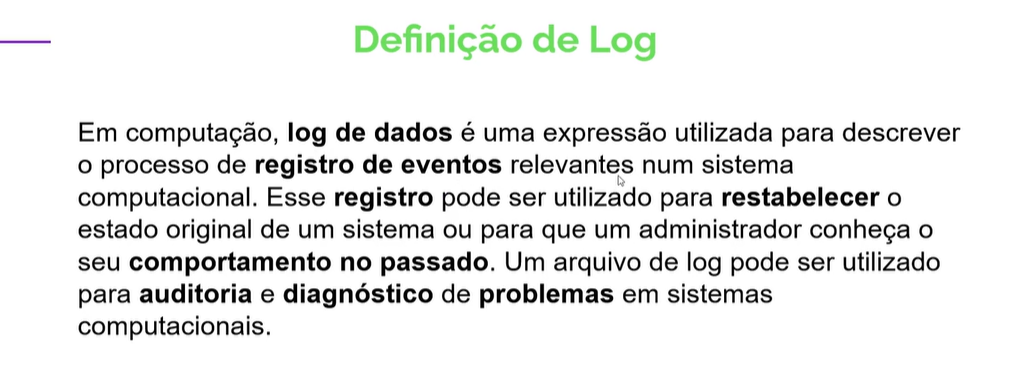 Definição de Log
Em computação, log de dados é uma expressão utilizada para descrever
o processo de registro de eventos relevantes num sistema
computacional. Esse registro pode ser utilizado para restabelecer o
estado original de um sistema ou para que um administrador conheça o
seu comportamento no passado. Um arquivo de log pode ser utilizado
para auditoria e diagnóstico de problemas em sistemas
computacionais.